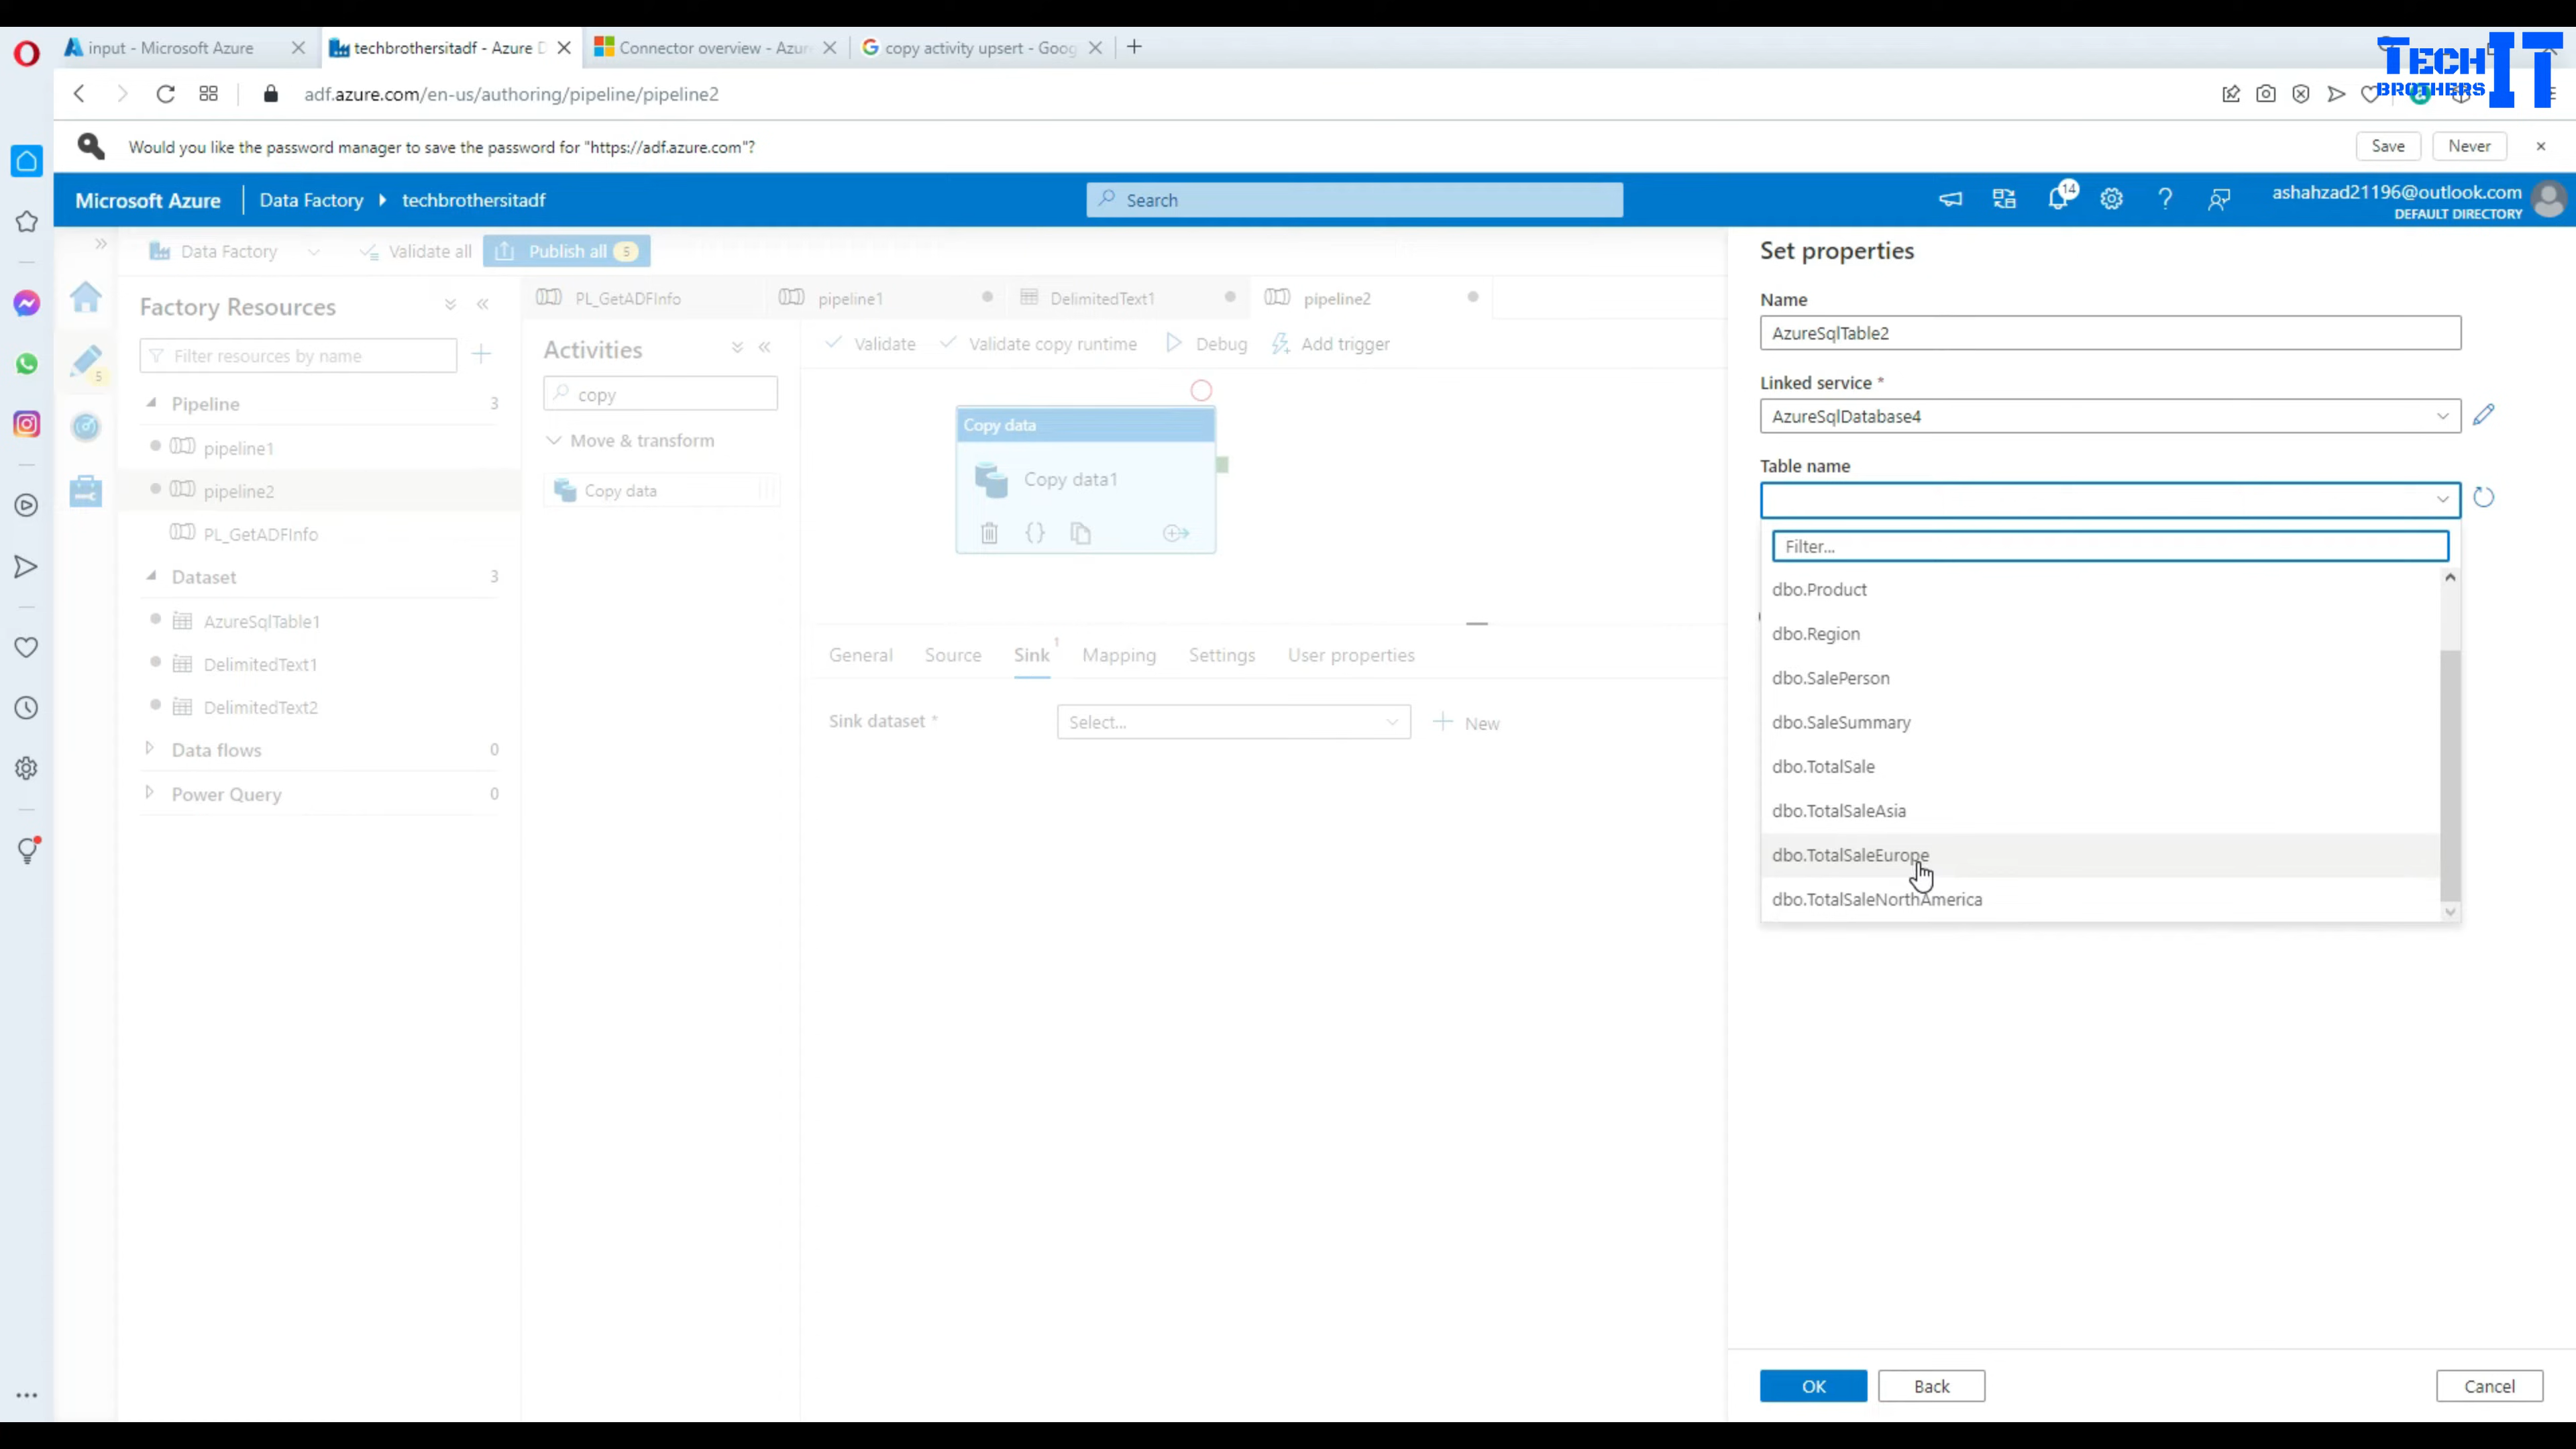 input - Microsoft Azure
techbrothersitadf - Azure D
Connector overview - Azur
copy activity upsert - Goog
TECH IT
BROTHERS
adf.azure.com/en-us/authoring/pipeline/pipeline2
Would you like the password manager to save the password for "https://adf.azure.com"?
Save
Never
Microsoft Azure
Data Factory
techbrothersitadf
Search
14
ashahzad21196@outlook.com
DEFAULT DIRECTORY
Data Factory
Validate all
Publish all
5
Factory Resources
Filter resources by name
5
Pipeline 3
pipeline1
pipeline2
PL_GetADFInfo
Dataset 3
AzureSqlTable1
DelimitedText1
DelimitedText2
Data flows 0
Power Query 0
PL_GetADFInfo
pipeline1
DelimitedText1
pipeline2
Activities
copy
Move & transform
Copy data
Validate
Validate copy runtime
Debug
Add trigger
Copy data
Copy data1
{}
General
Source
Sink
1
Mapping
Settings
User properties
Sink dataset *
Select...
New
Set properties
Name
AzureSqlTable2
Linked service *
AzureSqlDatabase4
Table name
Filter...
dbo.Product
dbo.Region
dbo.SalePerson
dbo.SaleSummary
dbo.TotalSale
dbo.TotalSaleAsia
dbo.TotalSaleEurope
dbo.TotalSaleNorthAmerica
OK
Back
Cancel